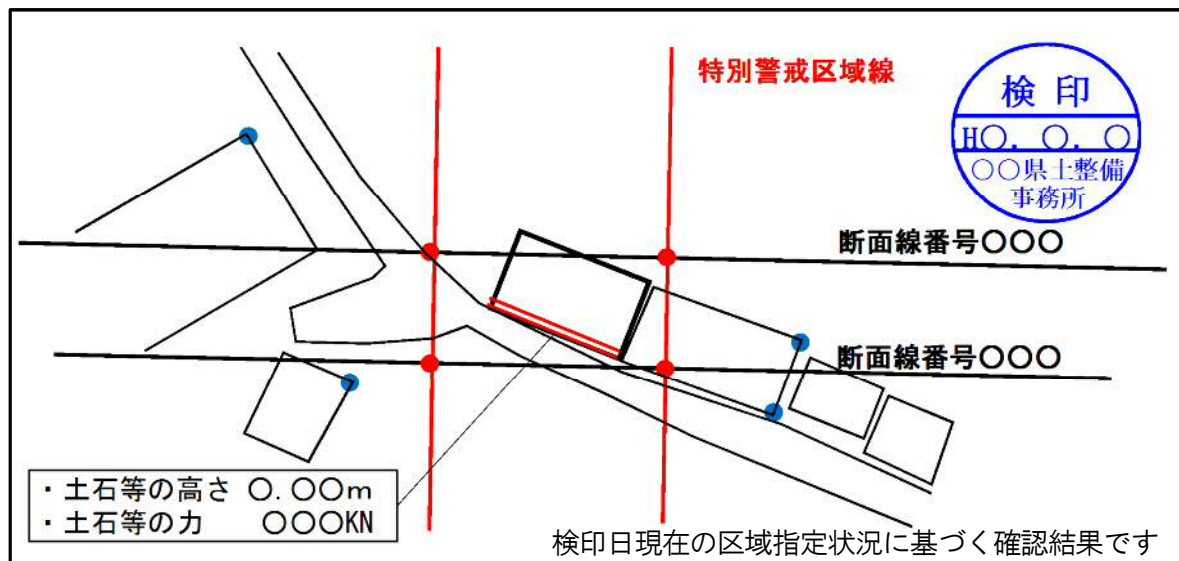 特別警戒区域線
検印
H〇.〇.〇
〇〇県土整備
事務所
断面線番号〇〇〇
断面線番号〇〇〇
・土石等の高さ 〇.〇〇m
・土石等の力 〇〇〇KN
検印日現在の区域指定状況に基づく確認結果です